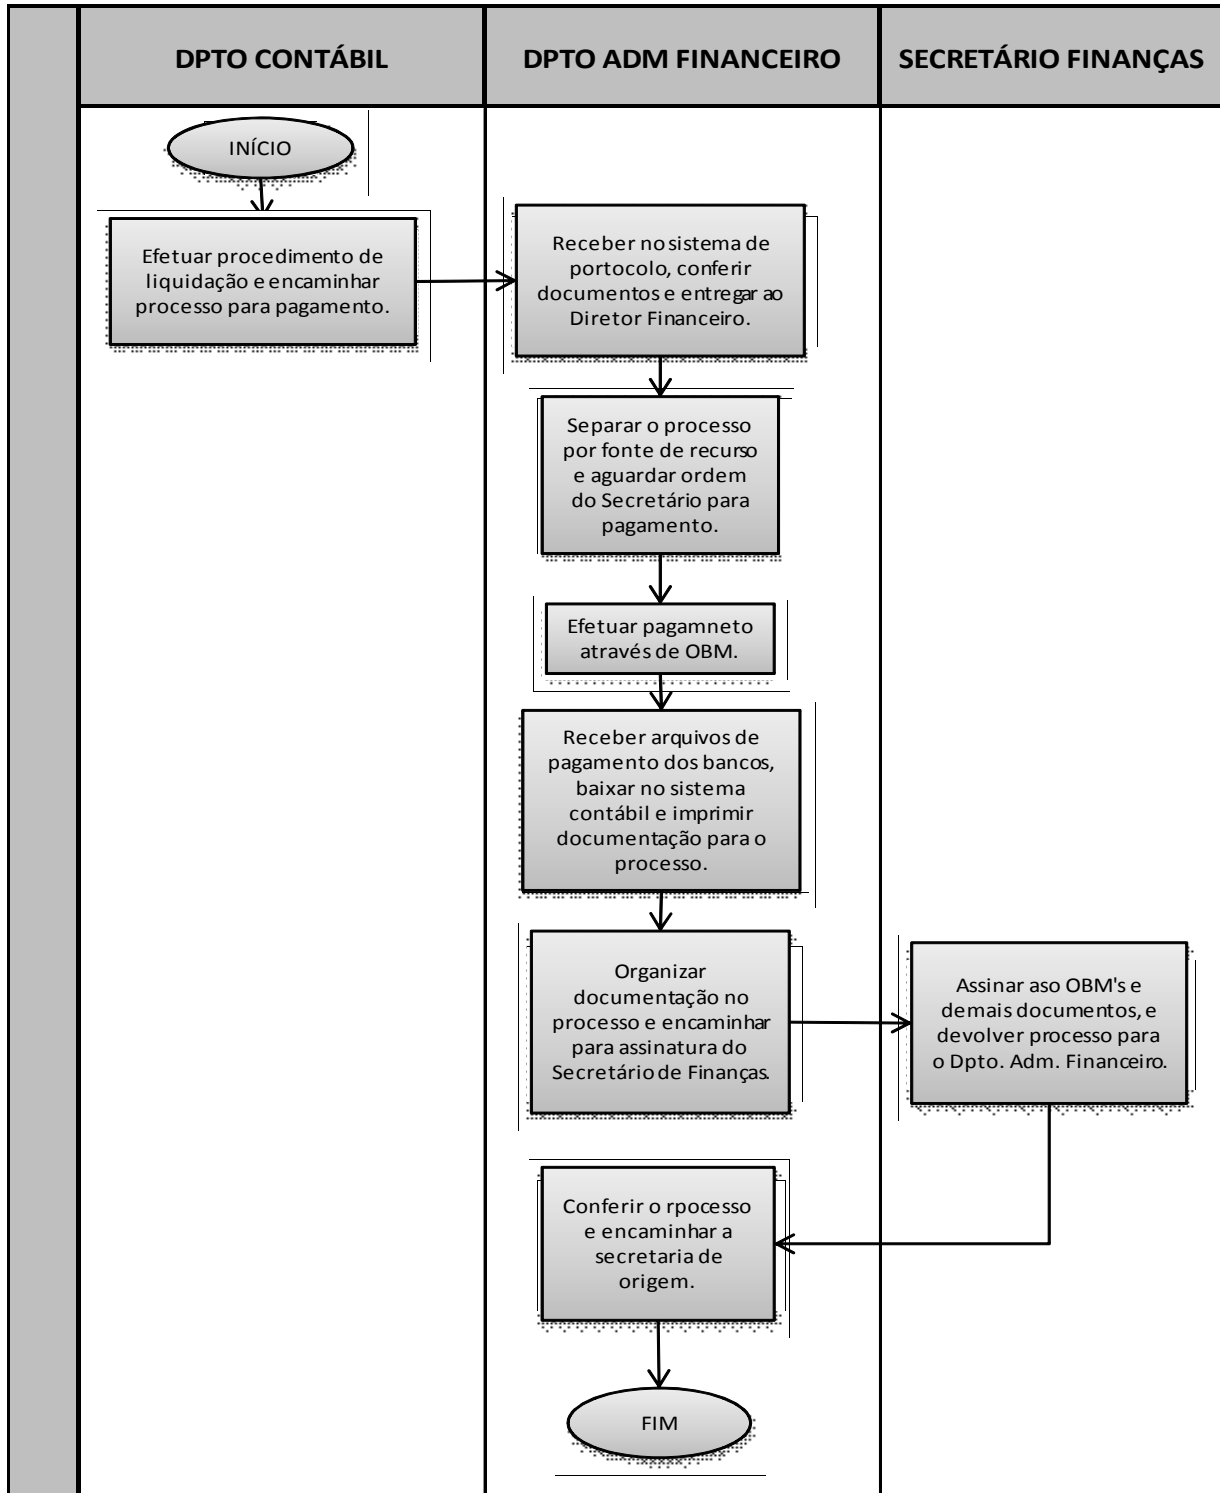 DPTO CONTÁBIL
DPTO ADM FINANCEIRO
SECRETÁRIO FINANÇAS
INÍCIO
Efetuar procedimento de
liquidação e encaminhar
processo para pagamento.
Receber no sistema de
portocolo, conferir
documentos e entregar ao
Diretor Financeiro.
Separar o processo
por fonte de recurso
e aguardar ordem
do Secretário para
pagamento.
Efetuar pagamneto
através de OBM.
Receber arquivos de
pagamento dos bancos,
baixar no sistema
contábil e imprimir
documentação para o
processo.
Organizar
documentação no
processo e encaminhar
para assinatura do
Secretário de Finanças.
Assinar aso OBM's e
demais documentos, e
devolver processo para
o Dpto. Adm. Financeiro.
Conferir o rpocesso
e encaminhar a
secretaria de
origem.
FIM